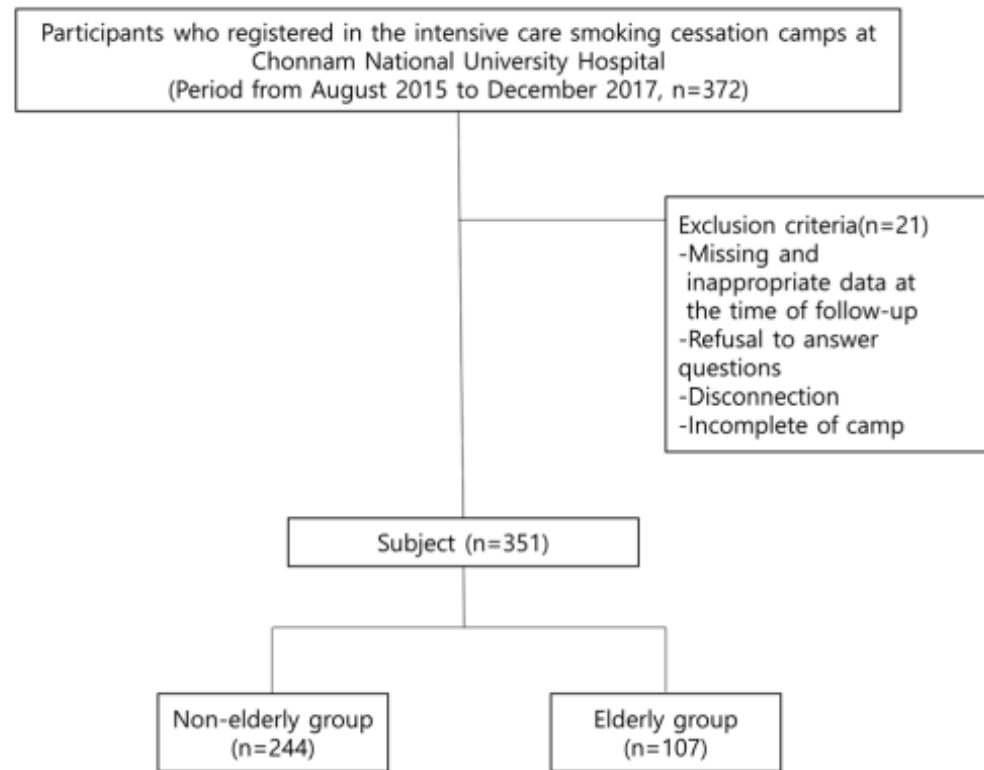 Participants who registered in the intensive care smoking cessation camps at
Chonnam National University Hospital
(Period from August 2015 to December 2017, n=372)
Exclusion criteria(n=21)
-Missing and
inappropriate data at
the time of follow-up
-Refusal to answer
questions
-Disconnection
-Incomplete of camp
Subject (n=351)
Non-elderly group
(n=244)
Elderly group
(n=107)